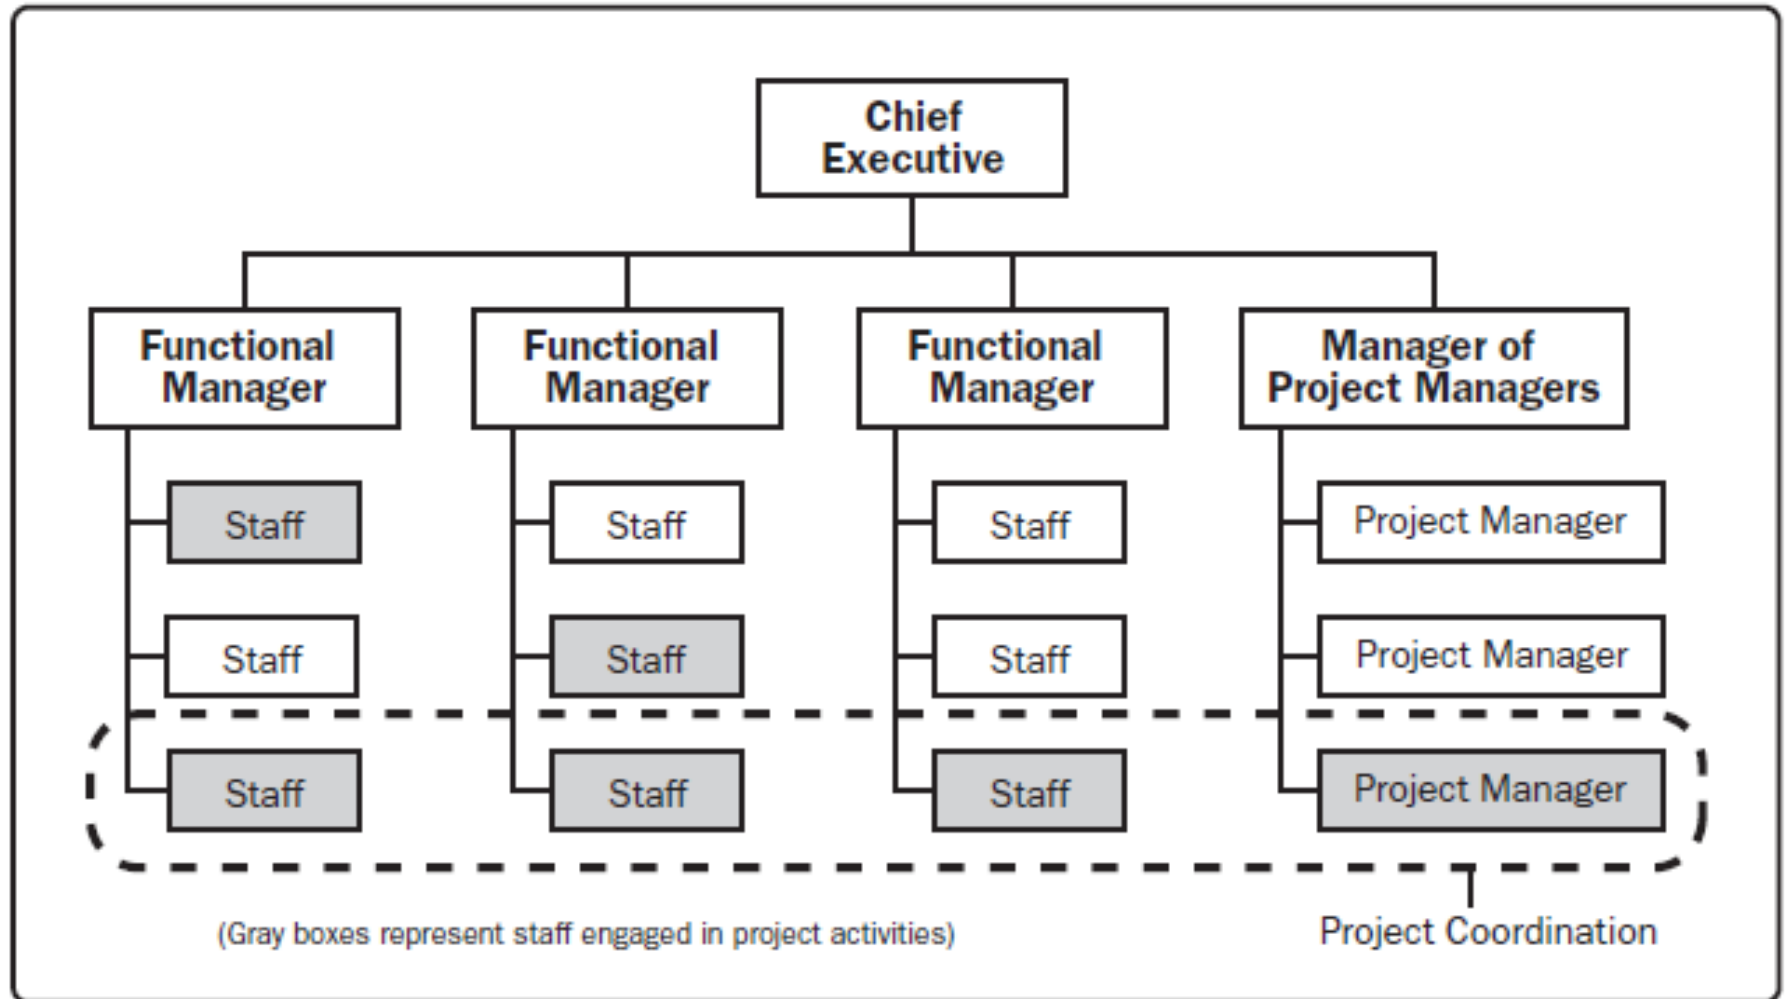 Chief
Executive
Functional
Manager
Functional
Manager
Functional
Manager
Manager of
Project Managers
Staff
Staff
Staff
Project Manager
Staff
Staff
Staff
Project Manager
Staff
Staff
Staff
Project Manager
(Gray boxes represent staff engaged in project activities)
Project Coordination